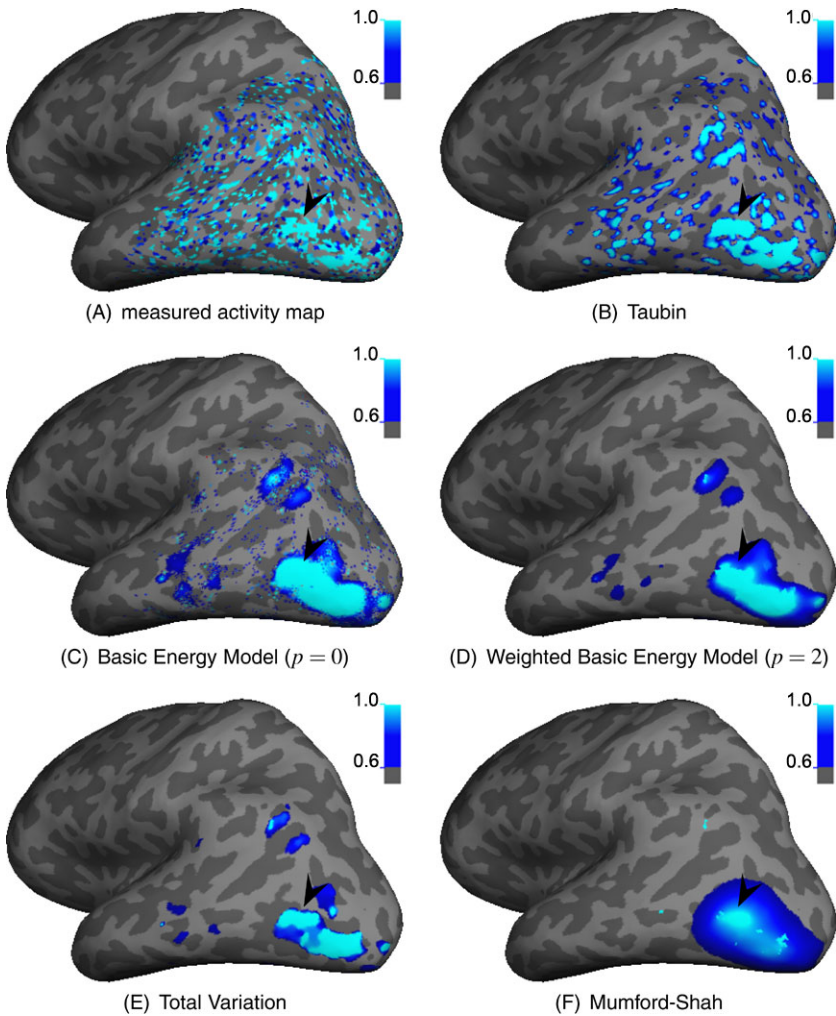 1.0
0.6
1.0
0.6
(A) measured activity map
(B) Taubin
1.0
0.6
1.0
0.6
(C) Basic Energy Model (p = 0)
(D) Weighted Basic Energy Model (p = 2)
1.0
0.6
1.0
0.6
(E) Total Variation
(F) Mumford-Shah